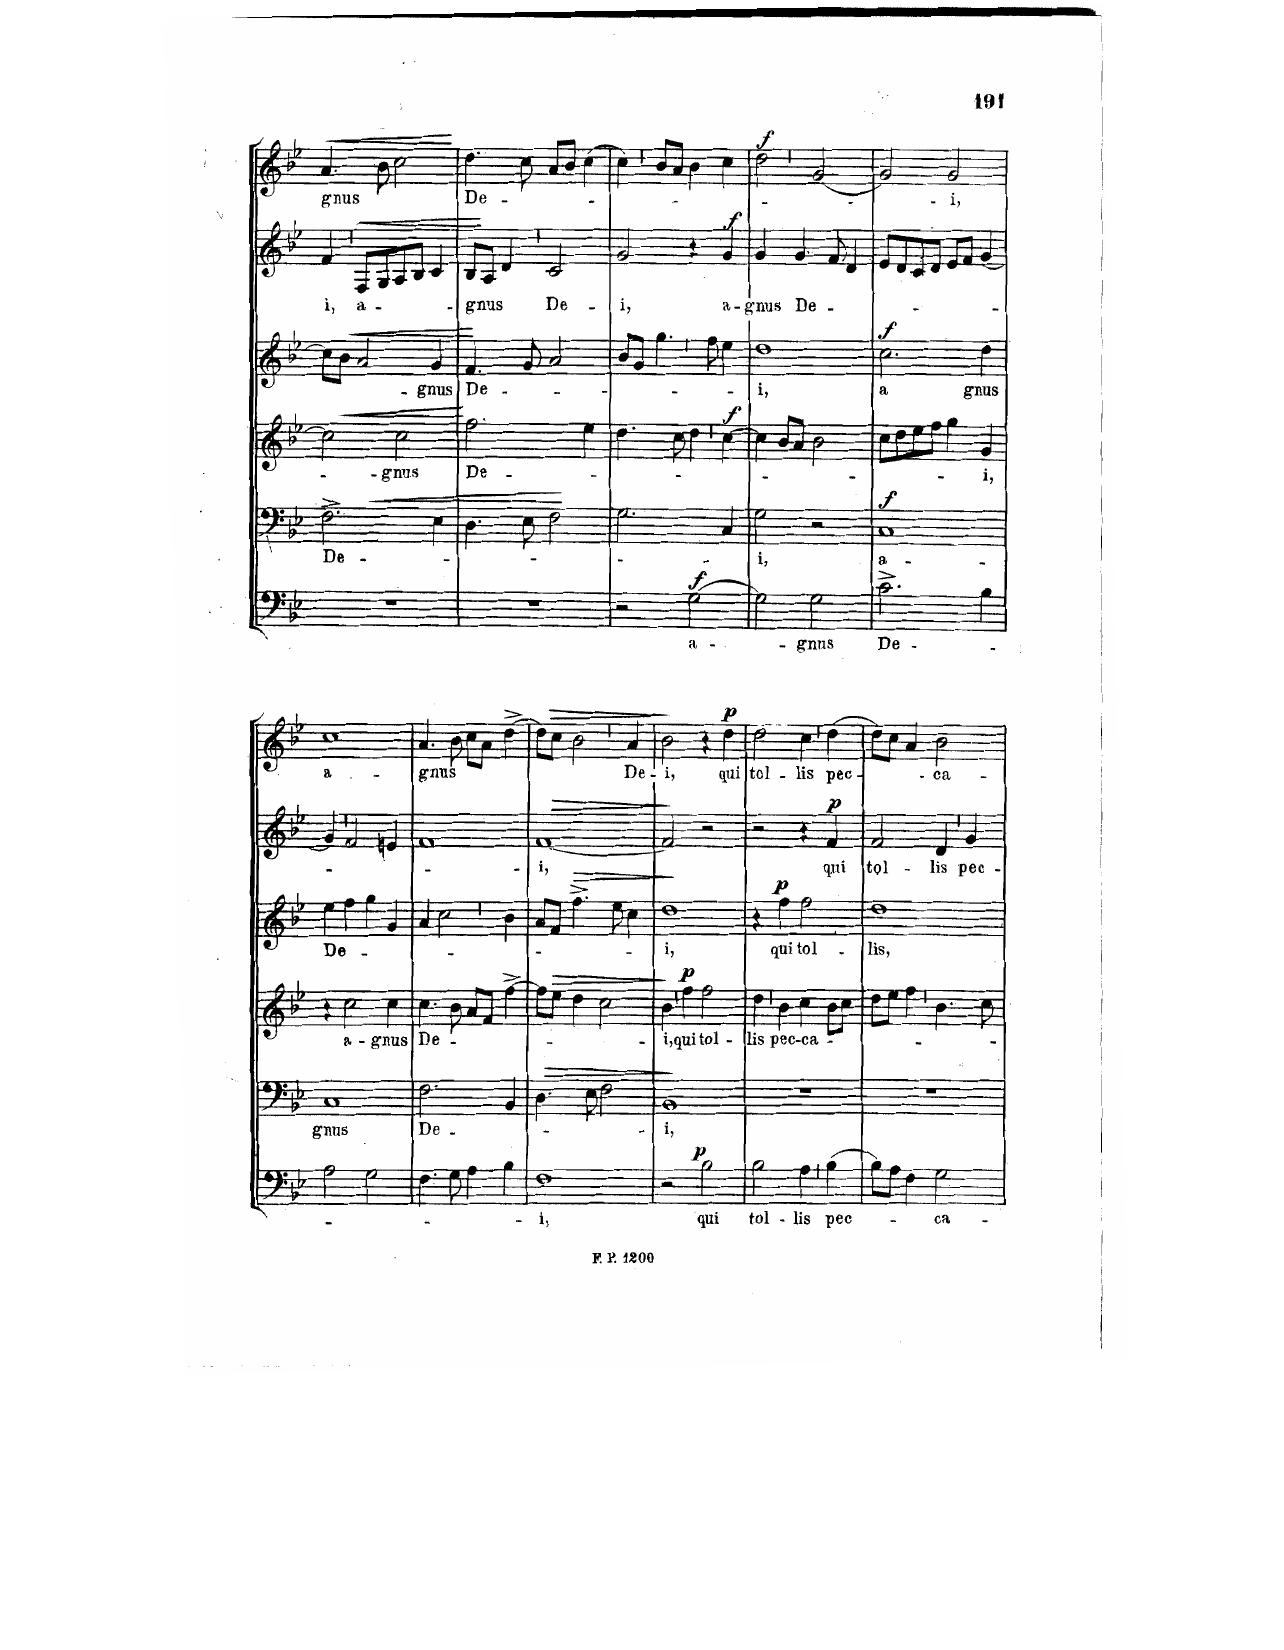 191
f
gnus De - - - - - - - i,
f
i, a - - gnus De - i, a-gnus De - - - -
f
- gnus De - - - - - i, a gnus
f
- - gnus De - - - - - - - i,
f
De - - - - - - i, a - -
f
a - - gnus De - -
p
a - - gnus De - i, qui tol - lis pec - - ca -
p
- - - i, qui tol - lis pec -
p
De - - - - - i, qui tol - lis,
p
a - gnus De - - - - i, qui tol - lis pec-ca - - - -
gnus De - - - - i,
p
- - - - i, qui tol - lis pec - ca -
F. P. 1200